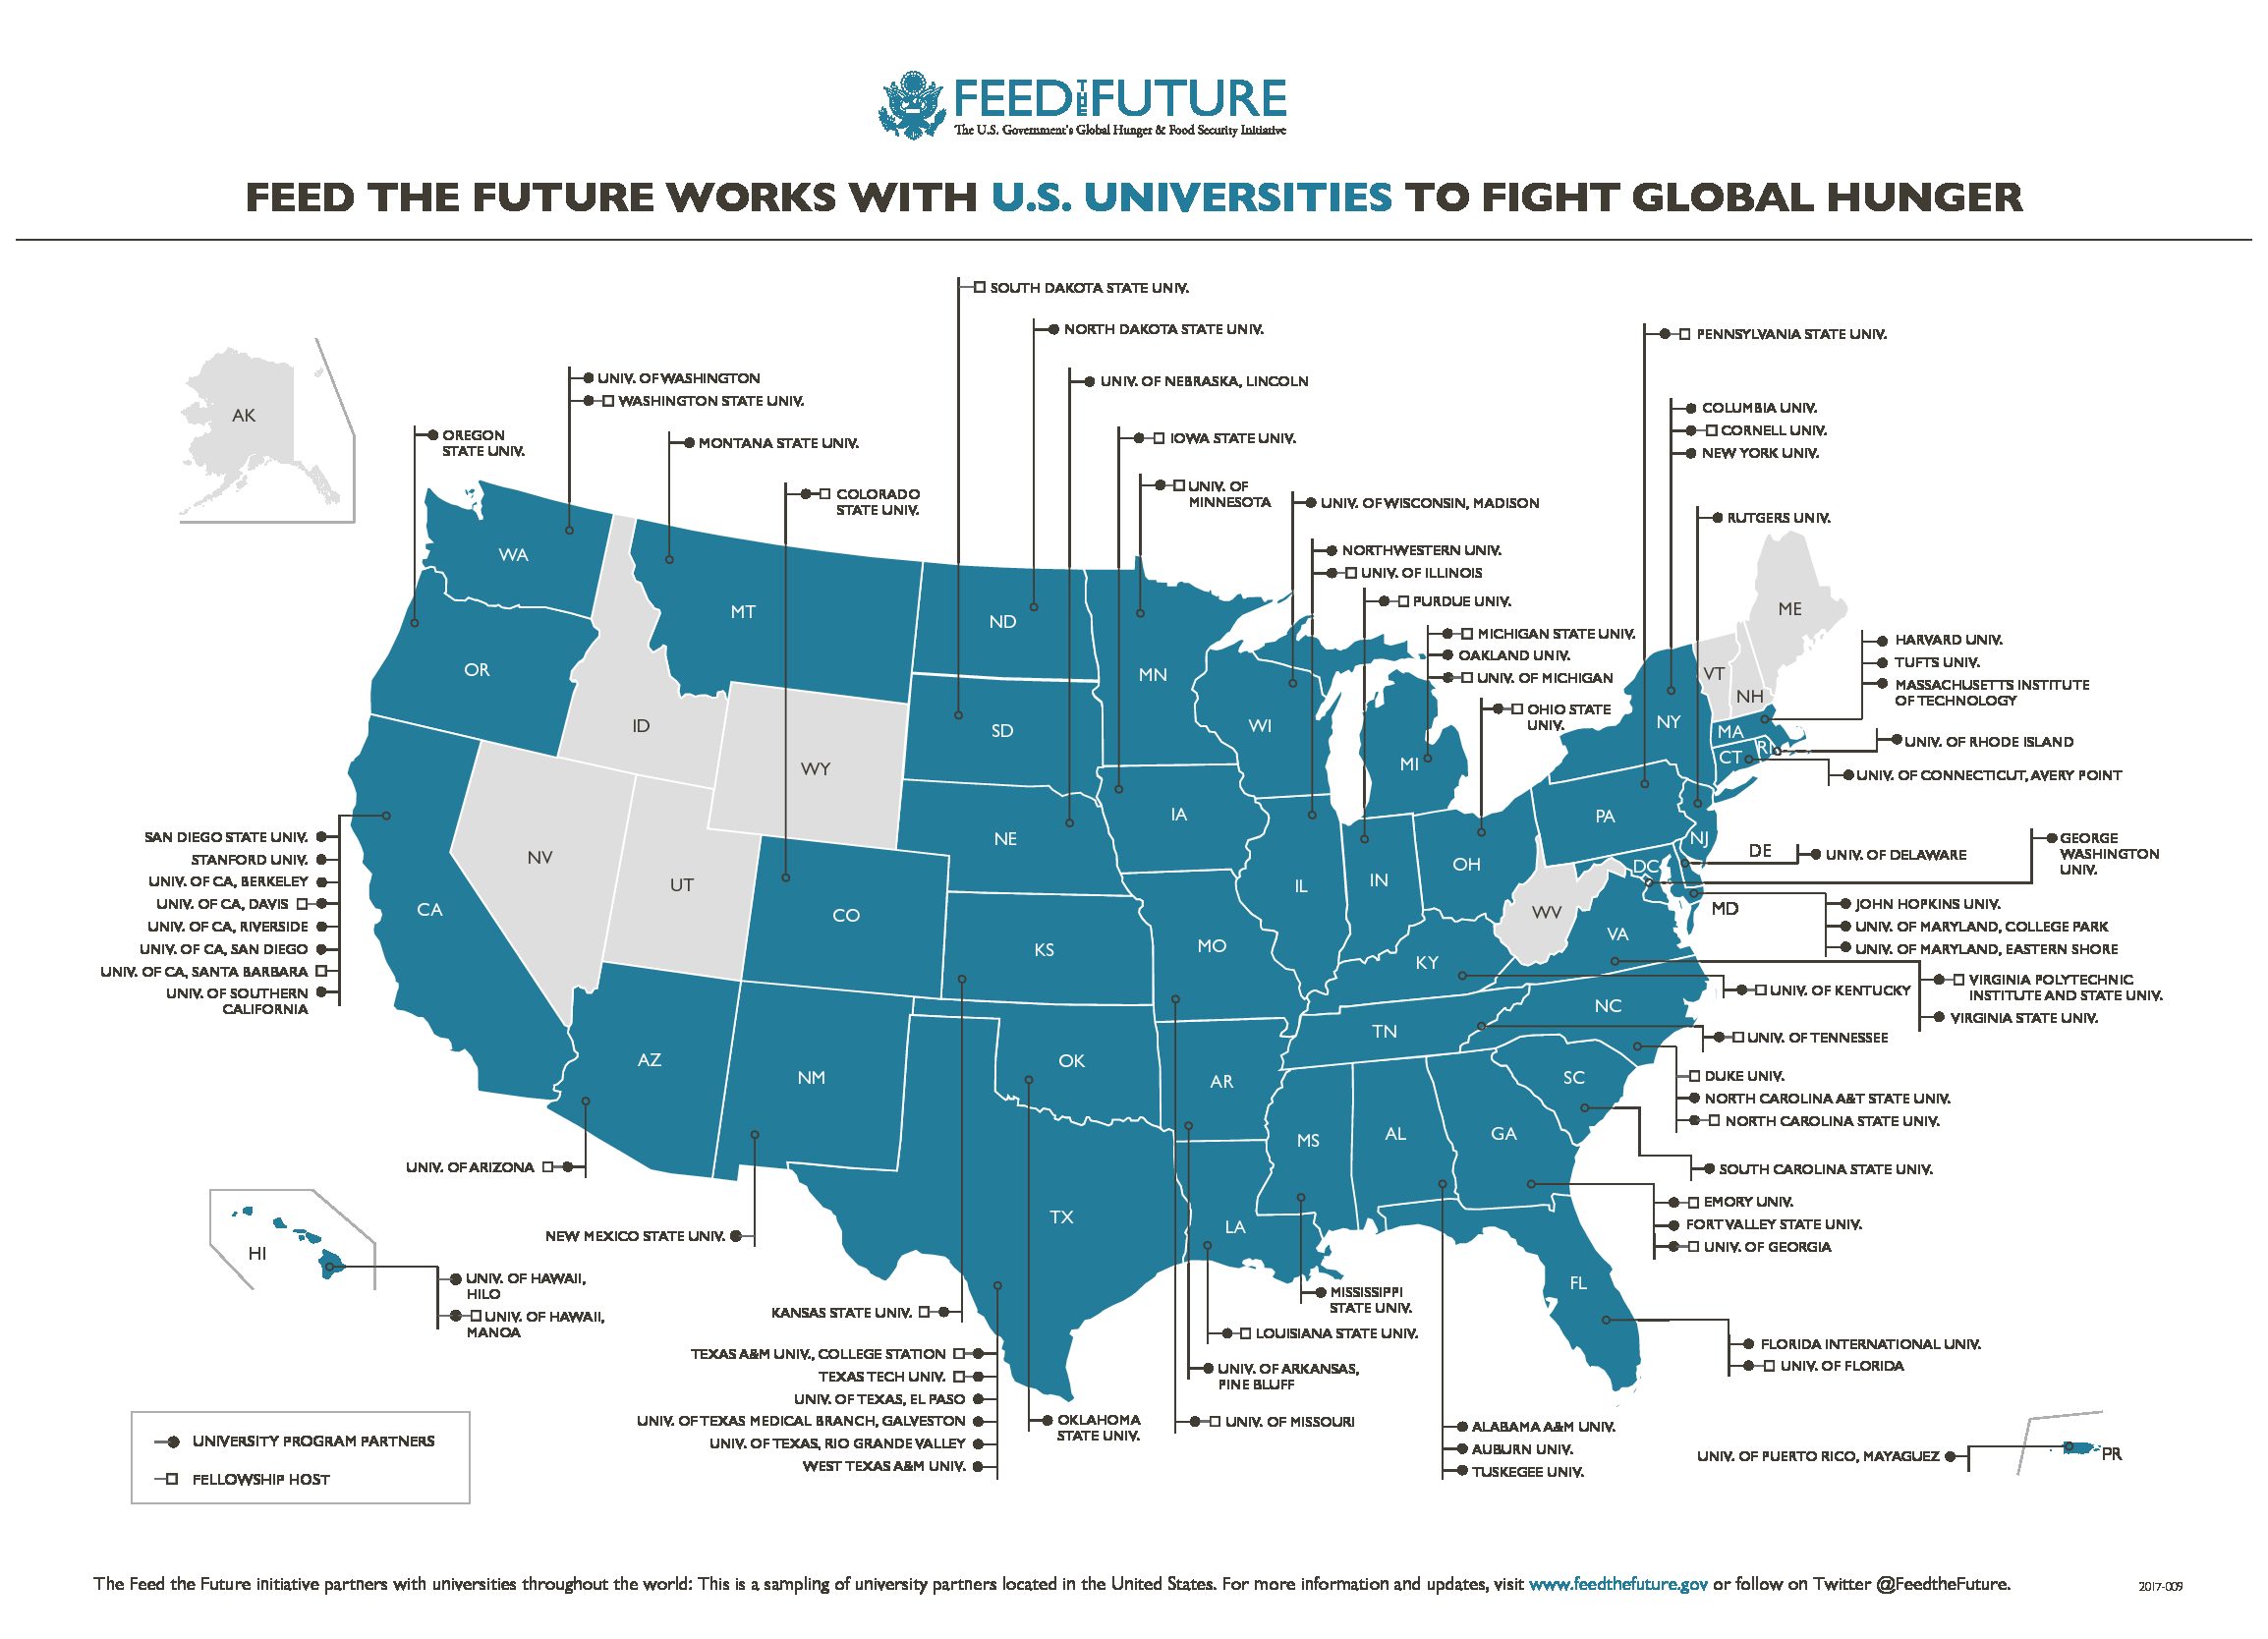 FEED THE FUTURE
The U.S. Government's Global Hunger & Food Security Initiative
FEED THE FUTURE WORKS WITH U.S. UNIVERSITIES TO FIGHT GLOBAL HUNGER
SOUTH DAKOTA STATE UNIV.
NORTH DAKOTA STATE UNIV.
PENNSYLVANIA STATE UNIV.
UNIV. OF WASHINGTON
WASHINGTON STATE UNIV.
UNIV. OF NEBRASKA, LINCOLN
COLUMBIA UNIV.
CORNELL UNIV.
NEW YORK UNIV.
AK
OREGON
STATE UNIV.
MONTANA STATE UNIV.
IOWA STATE UNIV.
COLORADO
STATE UNIV.
UNIV. OF
MINNESOTA
UNIV. OF WISCONSIN, MADISON
RUTGERS UNIV.
NORTHWESTERN UNIV.
UNIV. OF ILLINOIS
PURDUE UNIV.
MICHIGAN STATE UNIV.
OAKLAND UNIV.
UNIV. OF MICHIGAN
OHIO STATE
UNIV.
HARVARD UNIV.
TUFTS UNIV.
MASSACHUSETTS INSTITUTE
OF TECHNOLOGY
UNIV. OF RHODE ISLAND
UNIV. OF CONNECTICUT, AVERY POINT
WA
MT
ND
ME
OR
MN
VT
NH
ID
SD
WI
NY
MA
RI
CT
WY
MI
IA
PA
NE
NJ
NV
UT
CO
IL
IN
OH
DC
DE
UNIV. OF DELAWARE
GEORGE
WASHINGTON
UNIV.
CA
KS
MO
WV
VA
MD
KY
SAN DIEGO STATE UNIV.
STANFORD UNIV.
UNIV. OF CA, BERKELEY
UNIV. OF CA, DAVIS
UNIV. OF CA, RIVERSIDE
UNIV. OF CA, SAN DIEGO
UNIV. OF CA, SANTA BARBARA
UNIV. OF SOUTHERN
CALIFORNIA
JOHN HOPKINS UNIV.
UNIV. OF MARYLAND, COLLEGE PARK
UNIV. OF MARYLAND, EASTERN SHORE
VIRGINIA POLYTECHNIC
INSTITUTE AND STATE UNIV.
VIRGINIA STATE UNIV.
UNIV. OF KENTUCKY
UNIV. OF TENNESSEE
NC
TN
AZ
NM
OK
AR
SC
MS
AL
GA
TX
LA
FL
DUKE UNIV.
NORTH CAROLINA A&T STATE UNIV.
NORTH CAROLINA STATE UNIV.
SOUTH CAROLINA STATE UNIV.
EMORY UNIV.
FORT VALLEY STATE UNIV.
UNIV. OF GEORGIA
UNIV. OF ARIZONA
NEW MEXICO STATE UNIV.
HI
UNIV. OF HAWAII,
HILO
UNIV. OF HAWAII,
MANOA
KANSAS STATE UNIV.
TEXAS A&M UNIV., COLLEGE STATION
TEXAS TECH UNIV.
UNIV. OF TEXAS, EL PASO
UNIV. OF TEXAS MEDICAL BRANCH, GALVESTON
UNIV. OF TEXAS, RIO GRANDE VALLEY
WEST TEXAS A&M UNIV.
OKLAHOMA
STATE UNIV.
MISSISSIPPI
STATE UNIV.
LOUISIANA STATE UNIV.
UNIV. OF ARKANSAS,
PINE BLUFF
UNIV. OF MISSOURI
ALABAMA A&M UNIV.
AUBURN UNIV.
TUSKEGEE UNIV.
FLORIDA INTERNATIONAL UNIV.
UNIV. OF FLORIDA
UNIV. OF PUERTO RICO, MAYAGUEZ
PR
UNIVERSITY PROGRAM PARTNERS
FELLOWSHIP HOST
The Feed the Future initiative partners with universities throughout the world: This is a sampling of university partners located in the United States. For more information and updates, visit www.feedthefuture.gov or follow on Twitter @FeedtheFuture.
2017-009